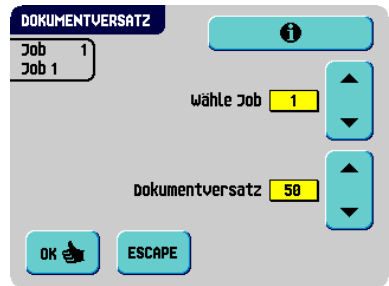 DOKUMENTVERSATZ
Job 1
Job 1
Wähle Job 1
Dokumentversatz 50
OK ESCAPE